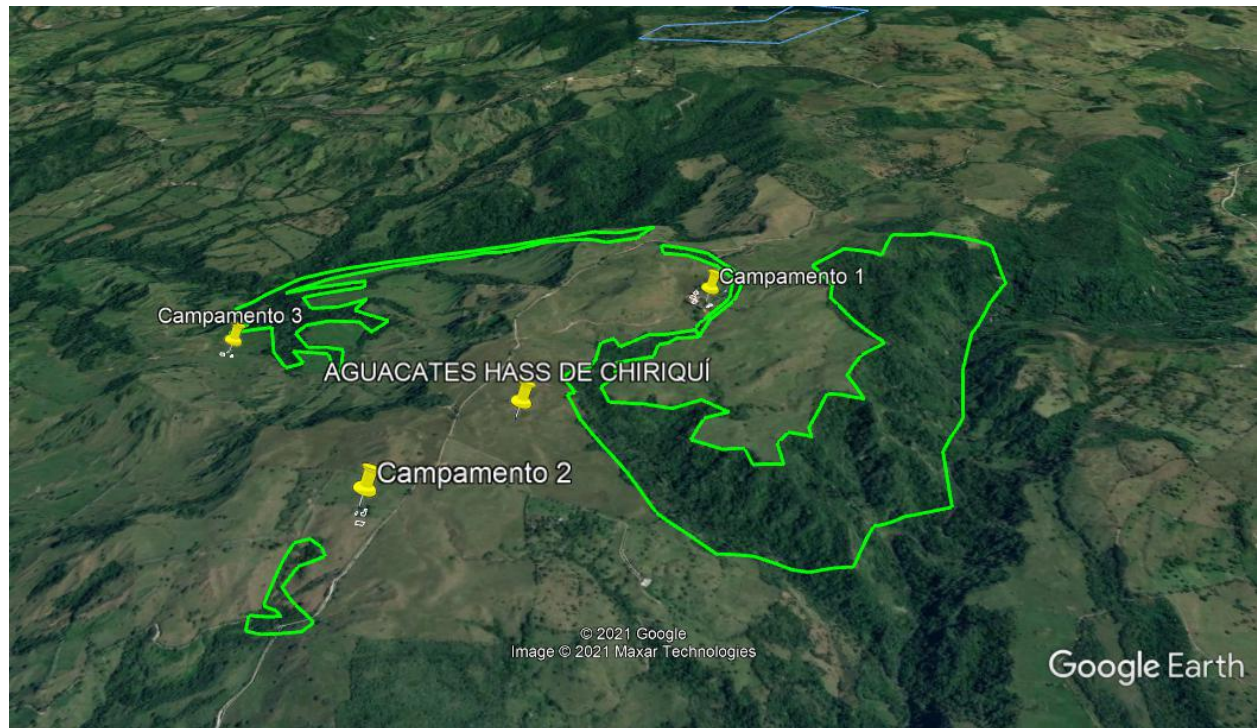 Campamento 1
Campamento 3
AGUACATES HASS DE CHIRIQUÍ
Campamento 2
© 2021 Google
Image © 2021 Maxar Technologies
Google Earth